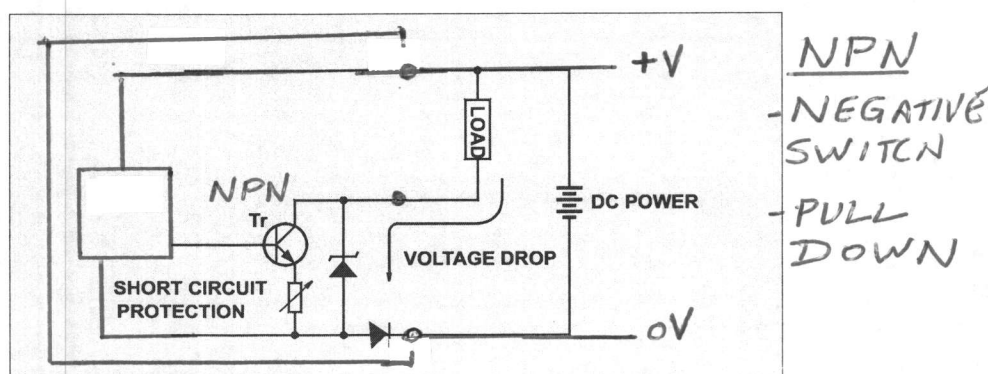 +V
NPN
- NEGATIVE
SWITCH
LOAD
NPN
Tr
DC POWER
- PULL
DOWN
VOLTAGE DROP
SHORT CIRCUIT
PROTECTION
0V